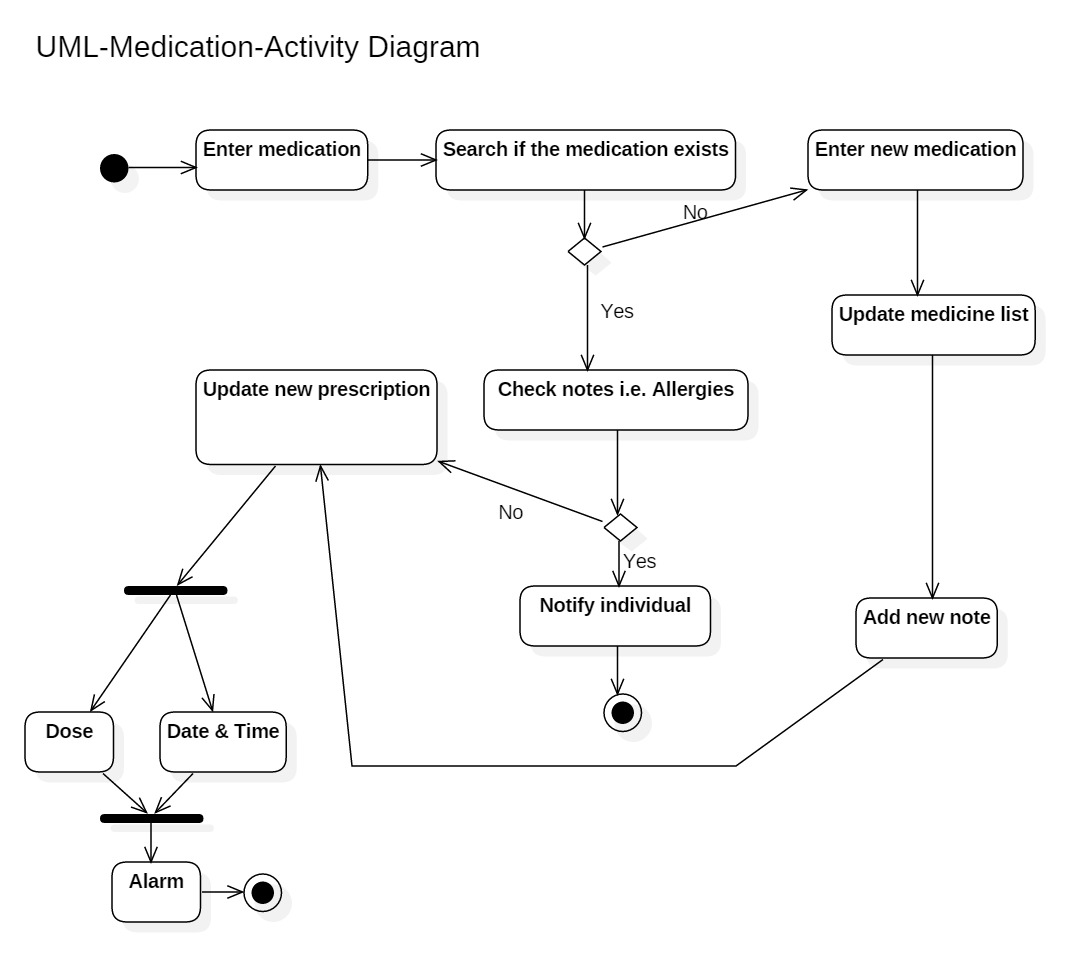 UML-Medication-Activity Diagram
Enter medication
Search if the medication exists
Enter new medication
No
Yes
Update medicine list
Update new prescription
Check notes i.e. Allergies
No
Yes
Notify individual
Add new note
Dose
Date & Time
Alarm